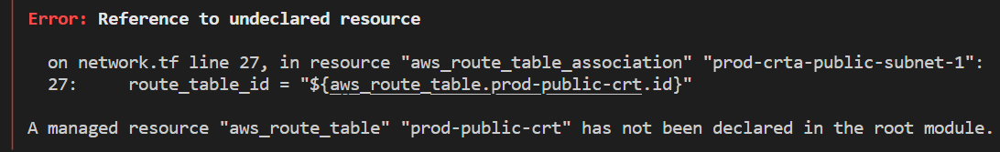 Error: Reference to undeclared resource
on network.tf line 27, in resource "aws_route_table_association" "prod-crta-public-subnet-1":
27:     route_table_id = "${aws_route_table.prod-public-crt.id}"
A managed resource "aws_route_table" "prod-public-crt" has not been declared in the root module.